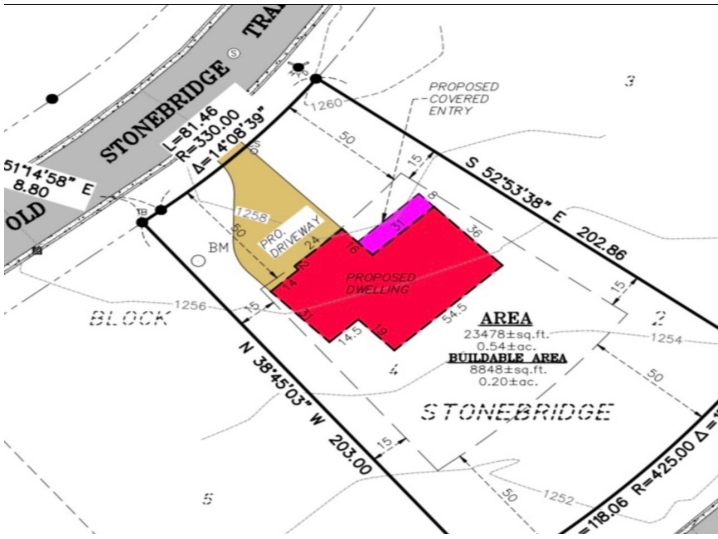 OLD STONEBRIDGE TRA
S
L=81.46
R=330.00
Δ=14°08'39"
51°14'58" E
8.80
PROPOSED
COVERED
ENTRY
3
1260
50
15
S 52°53'38" E 202.86
1258
50
PRO.
DRIVEWAY
BM
TB
24
16
31
8
36
PROPOSED
DWELLING
14
31
14.5
19
54.5
1256
15
BLOCK
15
2
AREA
23478±sq.ft.
0.54±ac.
BUILDABLE AREA
8848±sq.ft.
0.20±ac.
1254
4
50
STONEBRIDGE
N 38°45'03" W 203.00
15
5
50
1252
=118.06 R=425.00 Δ=1